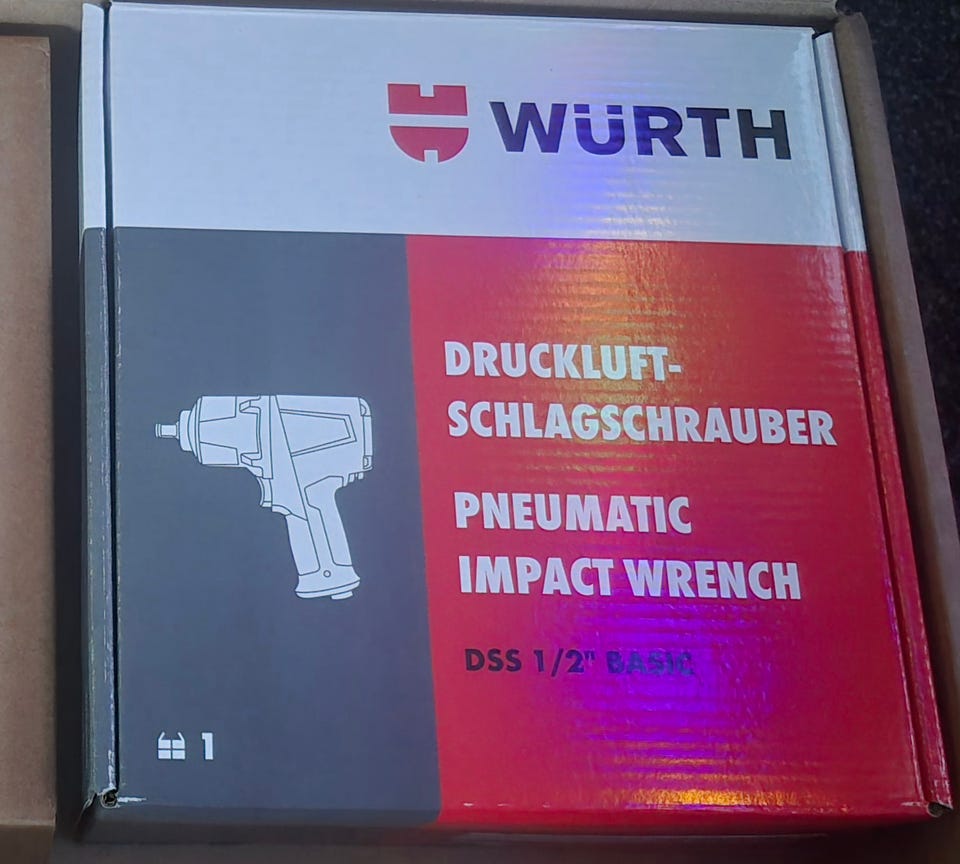 WÜRTH
DRUCKLUFT-
SCHLAGSCHRAUBER
PNEUMATIC
IMPACT WRENCH
DSS 1/2" BASIC
1